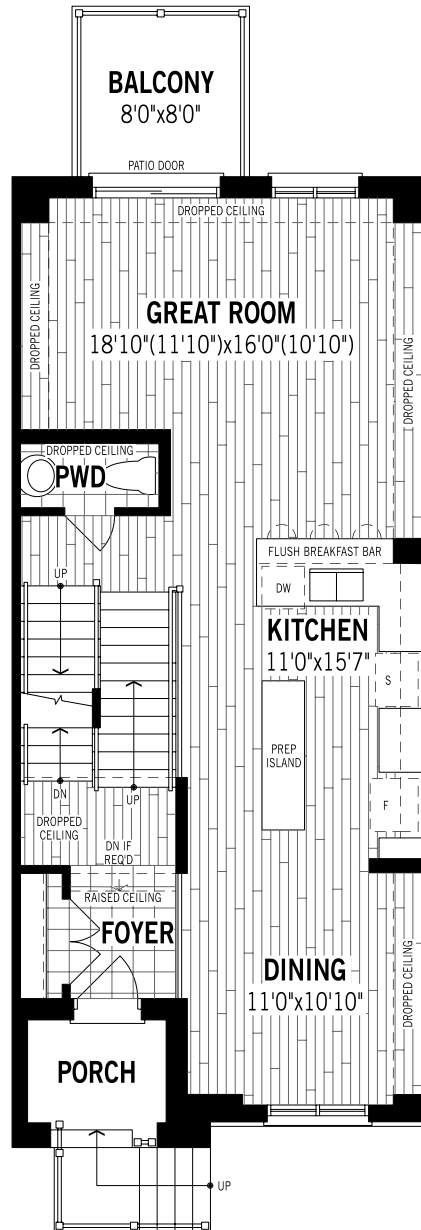 BALCONY
8'0"x8'0"
PATIO DOOR
DROPPED CEILING
DROPPED CEILING
GREAT ROOM
18'10"(11'10")x16'0"(10'10")
DROPPED CEILING
DROPPED CEILING
PWD
FLUSH BREAKFAST BAR
UP
DW
KITCHEN
11'0"x15'7"
S
PREP
ISLAND
DN
UP
F
DROPPED
CEILING
DN IF
REQ'D
RAISED CEILING
FOYER
DINING
11'0"x10'10"
DROPPED CEILING
PORCH
UP